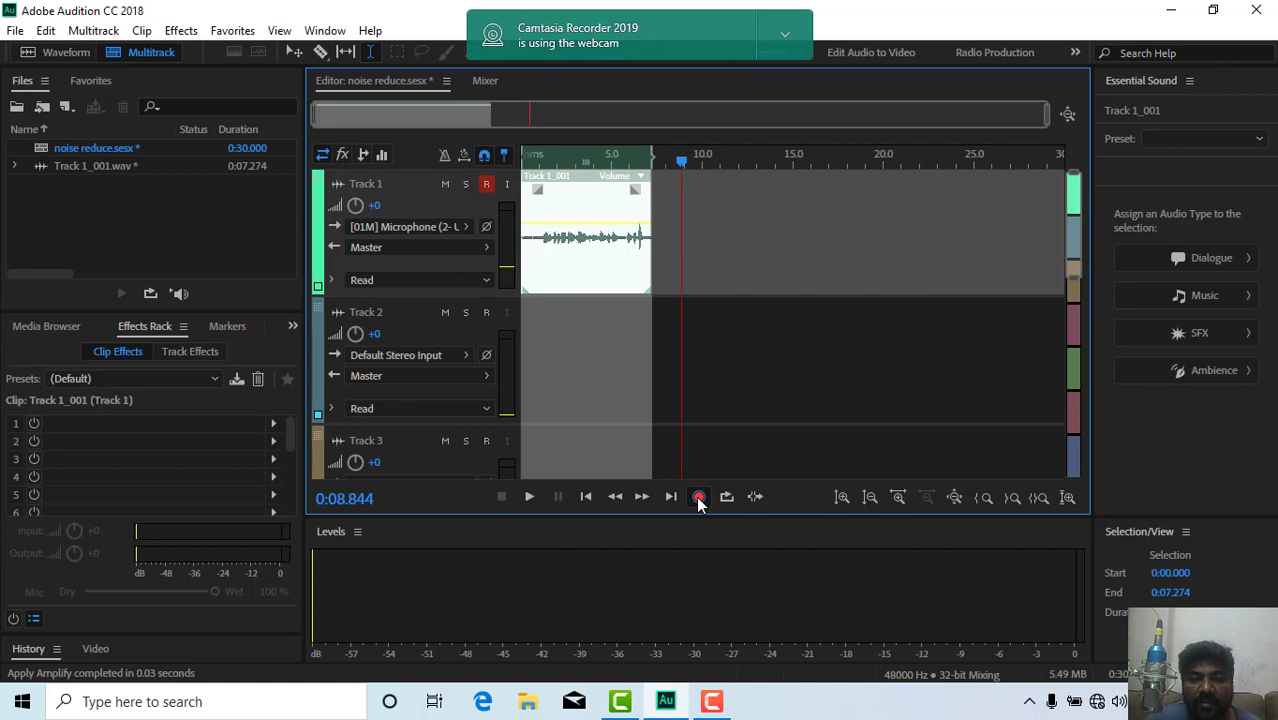 Au Adobe Audition CC 2018
File Edit Multitrack Clip Effects Favorites View Window Help
Camtasia Recorder 2019
is using the webcam
Waveform Multitrack
Edit Audio to Video Radio Production Search Help
Files Favorites
Name Status Duration
noise reduce.sesx * 0:30.000
Track 1_001.wav * 0:07.274
Media Browser Effects Rack Markers
Clip Effects Track Effects
Presets: (Default)
Clip: Track 1_001 (Track 1)
1
2
3
4
5
6
Input: +0
Output: +0
dB -48 -36 -24 -12 0
Mix: Dry Wet 100 %
History Video
Apply Amplify completed in 0.03 seconds
Editor: noise reduce.sesx * Mixer
hms 5.0 10.0 15.0 20.0 25.0 30
Track 1 M S R I
+0
[01M] Microphone (2- U
Master
Read
Track 1_001 Volume
Track 2 M S R I
+0
Default Stereo Input
Master
Read
Track 3 M S R I
+0
0:08.844
Levels
dB -57 -54 -51 -48 -45 -42 -39 -36 -33 -30 -27 -24 -21 -18 -15 -12 -9 -6 -3 0
48000 Hz • 32-bit Mixing 5.49 MB 0:30
Essential Sound
Track 1_001
Preset:
Assign an Audio Type to the
selection:
Dialogue
Music
SFX
Ambience
Selection/View
Selection
Start 0:00.000
End 0:07.274
Type here to search
Au